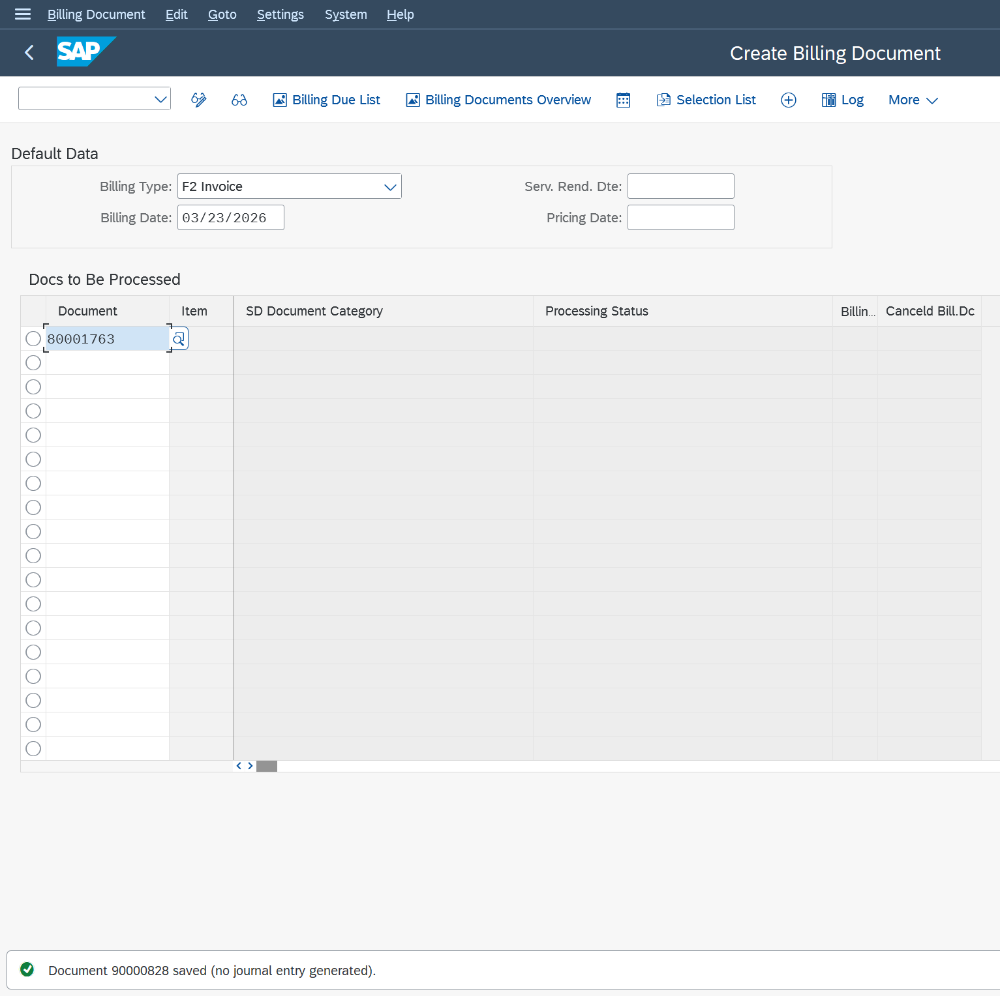 Billing Document Edit Goto Settings System Help
SAP Create Billing Document
Billing Due List Billing Documents Overview Selection List Log More
Default Data
Billing Type: F2 Invoice Serv. Rend. Dte:
Billing Date: 03/23/2026 Pricing Date:
Docs to Be Processed
Document Item SD Document Category Processing Status Billin... Canceld Bill.Dc
80001763
Document 90000828 saved (no journal entry generated).